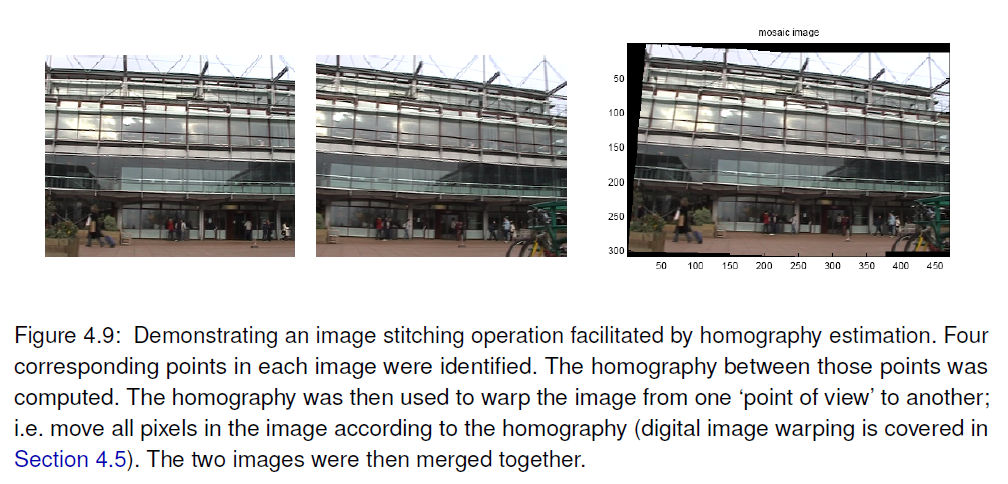 mosaic image
50
100
150
200
250
300
50 100 150 200 250 300 350 400 450
Figure 4.9: Demonstrating an image stitching operation facilitated by homography estimation. Four
corresponding points in each image were identified. The homography between those points was
computed. The homography was then used to warp the image from one ‘point of view’ to another;
i.e. move all pixels in the image according to the homography (digital image warping is covered in
Section 4.5). The two images were then merged together.